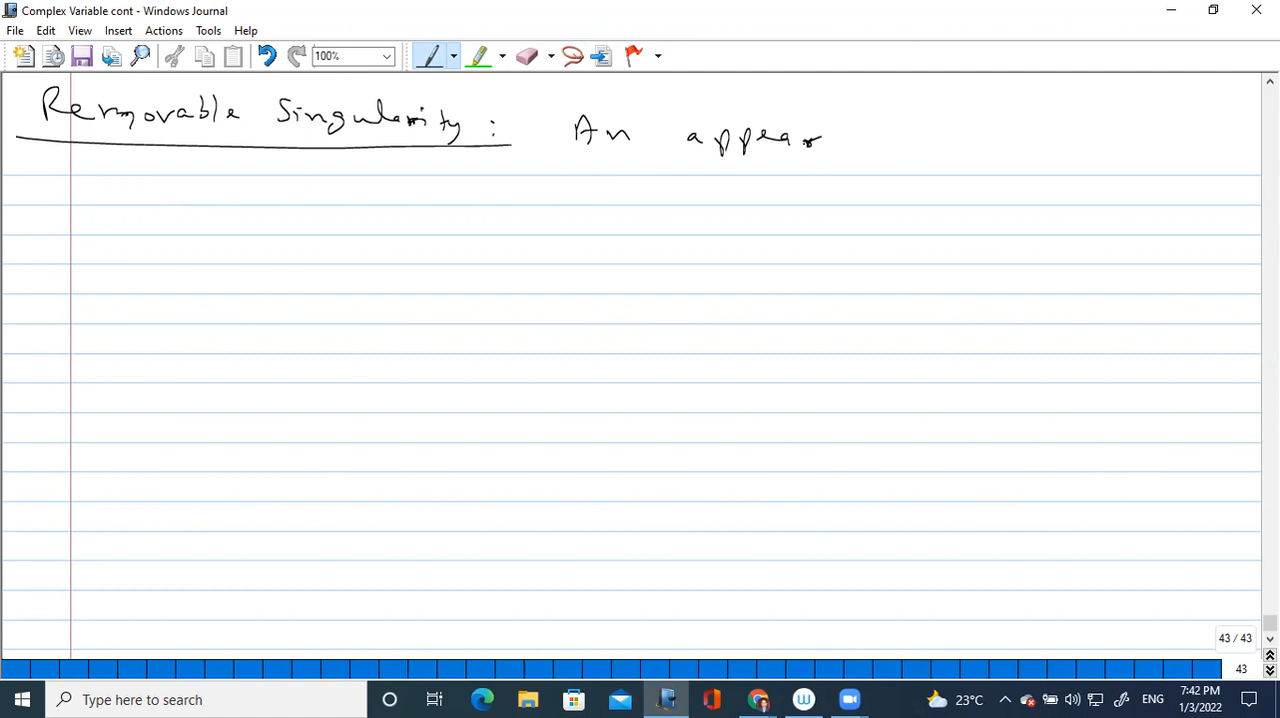 Complex Variable cont - Windows Journal
File Edit View Insert Actions Tools Help
100%
Removable Singularity : An appear
43 / 43
43
Type here to search
23°C ENG 7:42 PM
1/3/2022